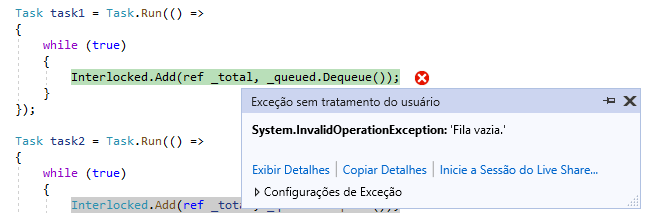 Task task1 = Task.Run(() =>
{
while (true)
{
Interlocked.Add(ref _total, _queued.Dequeue());
}
});
Exceção sem tratamento do usuário
System.InvalidOperationException: 'Fila vazia.'
Exibir Detalhes | Copiar Detalhes | Inicie a Sessão do Live Share...
Configurações de Exceção
Task task2 = Task.Run(() =>
{
while (true)
{
Interlocked.Add(ref _total,